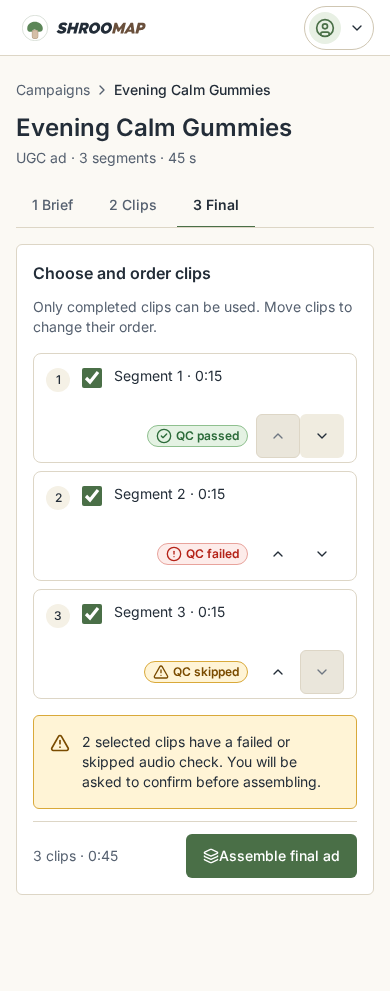 SHROOMAP
Campaigns > Evening Calm Gummies
Evening Calm Gummies
UGC ad · 3 segments · 45 s
1 Brief 2 Clips 3 Final
Choose and order clips
Only completed clips can be used. Move clips to
change their order.
1 Segment 1 · 0:15
QC passed
2 Segment 2 · 0:15
QC failed
3 Segment 3 · 0:15
QC skipped
2 selected clips have a failed or
skipped audio check. You will be
asked to confirm before assembling.
3 clips · 0:45 Assemble final ad